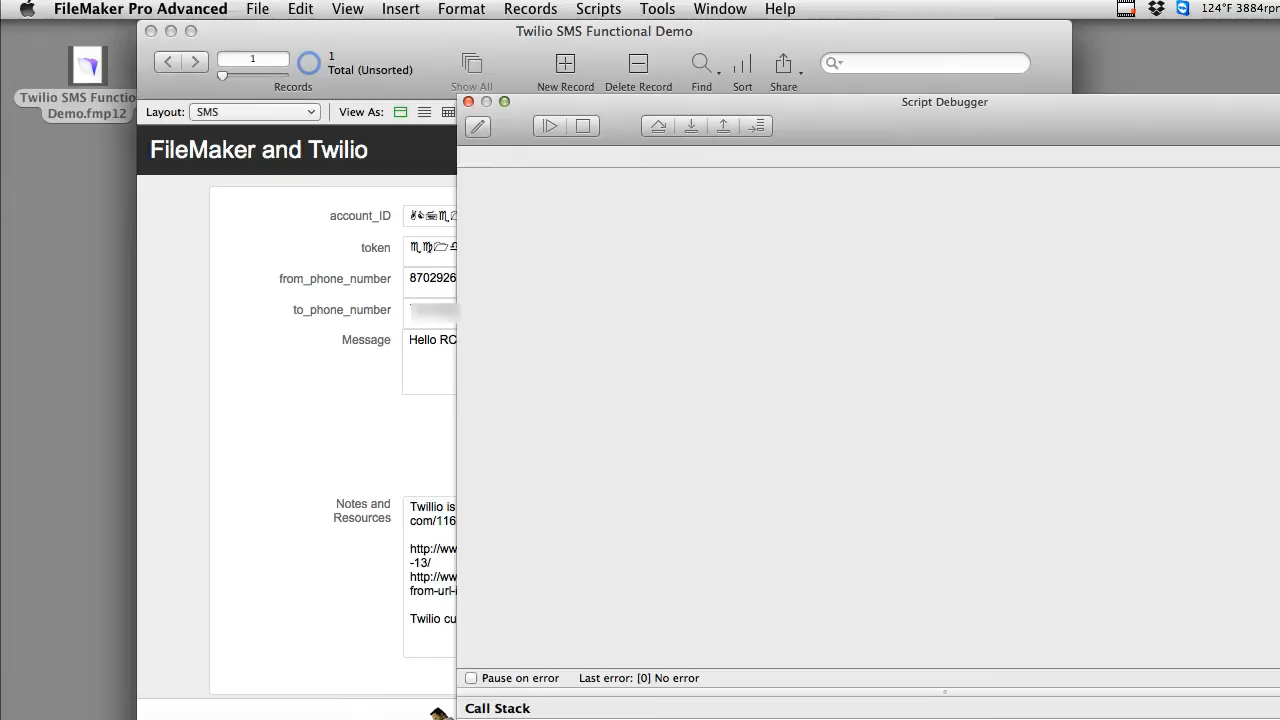 FileMaker Pro Advanced File Edit View Insert Format Records Scripts Tools Window Help 124°F 3884rpm
Twilio SMS Functio
Demo.fmp12
Twilio SMS Functional Demo
1
1
Total (Unsorted)
Records
Show All
New Record
Delete Record
Find
Sort
Share
Layout: SMS
View As:
Script Debugger
FileMaker and Twilio
account_ID
token
from_phone_number
8702926
to_phone_number
Message
Hello RC
Notes and
Resources
Twillio is
com/116
http://ww
-13/
http://ww
from-url-i
Twilio cu
Pause on error
Last error: [0] No error
Call Stack